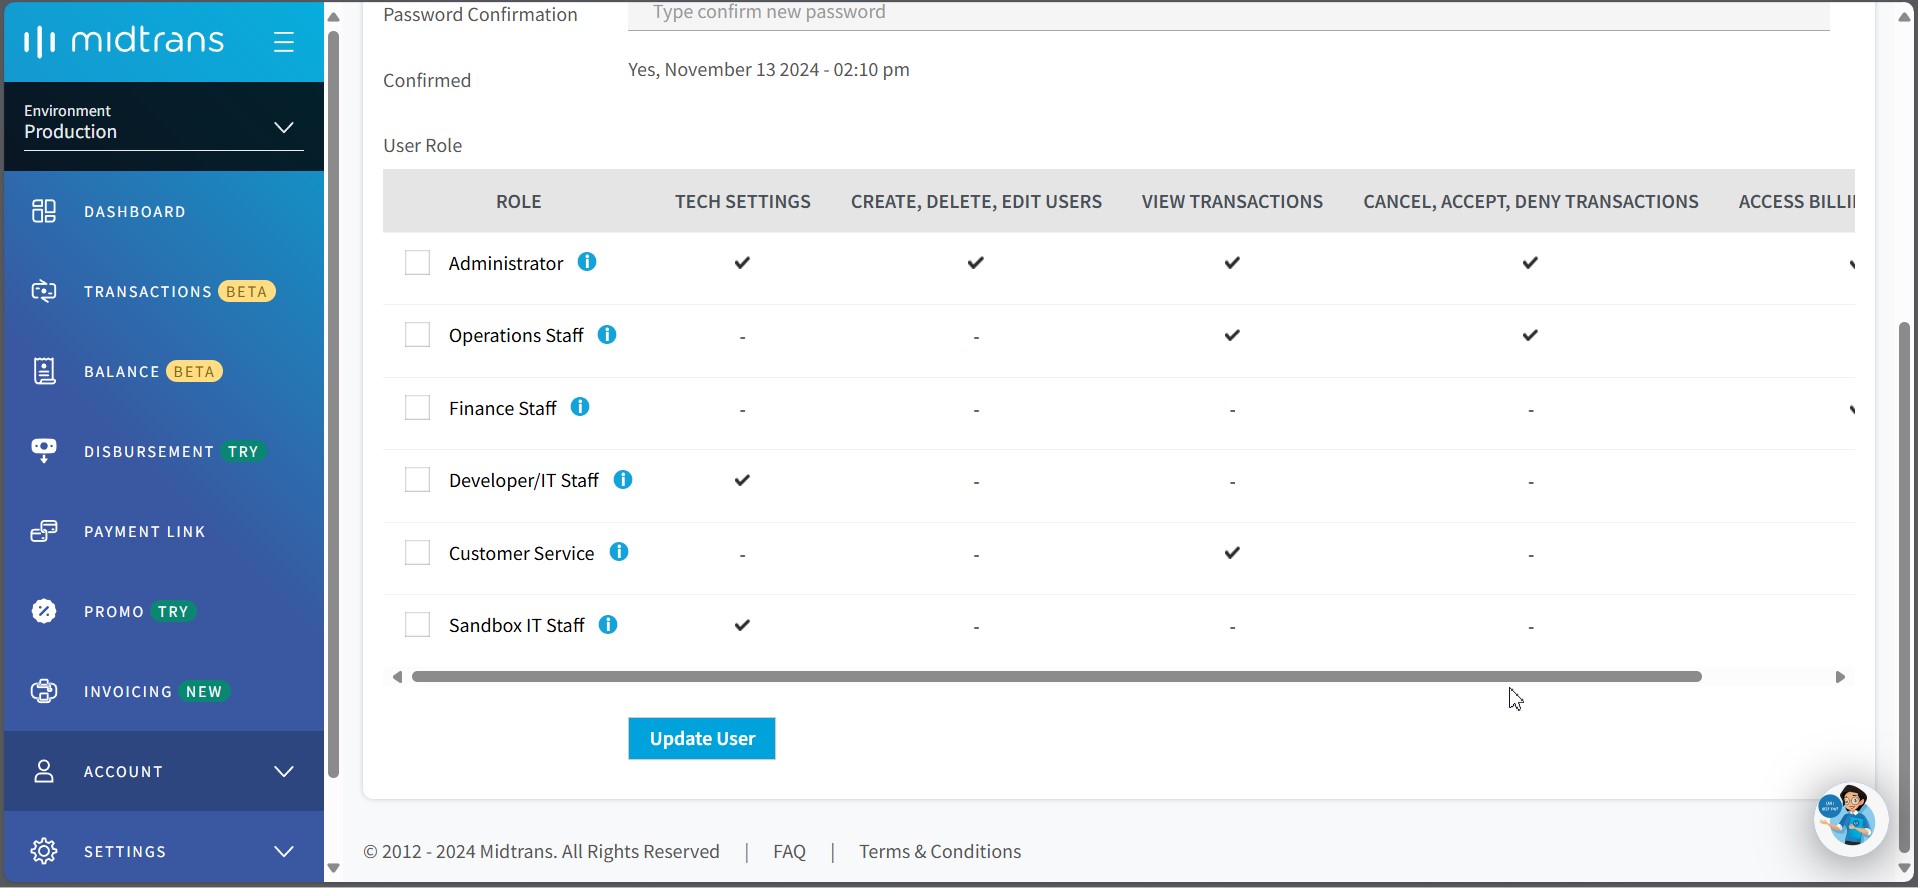 midtrans
Environment
Production
DASHBOARD
TRANSACTIONS BETA
BALANCE BETA
DISBURSEMENT TRY
PAYMENT LINK
PROMO TRY
INVOICING NEW
ACCOUNT
SETTINGS
Password Confirmation
Type confirm new password
Confirmed
Yes, November 13 2024 - 02:10 pm
User Role
ROLE TECH SETTINGS CREATE, DELETE, EDIT USERS VIEW TRANSACTIONS CANCEL, ACCEPT, DENY TRANSACTIONS ACCESS
Administrator
Operations Staff - -
Finance Staff - - - -
Developer/IT Staff - - -
Customer Service - - -
Sandbox IT Staff - - -
Update User
© 2012 - 2024 Midtrans. All Rights Reserved | FAQ | Terms & Conditions